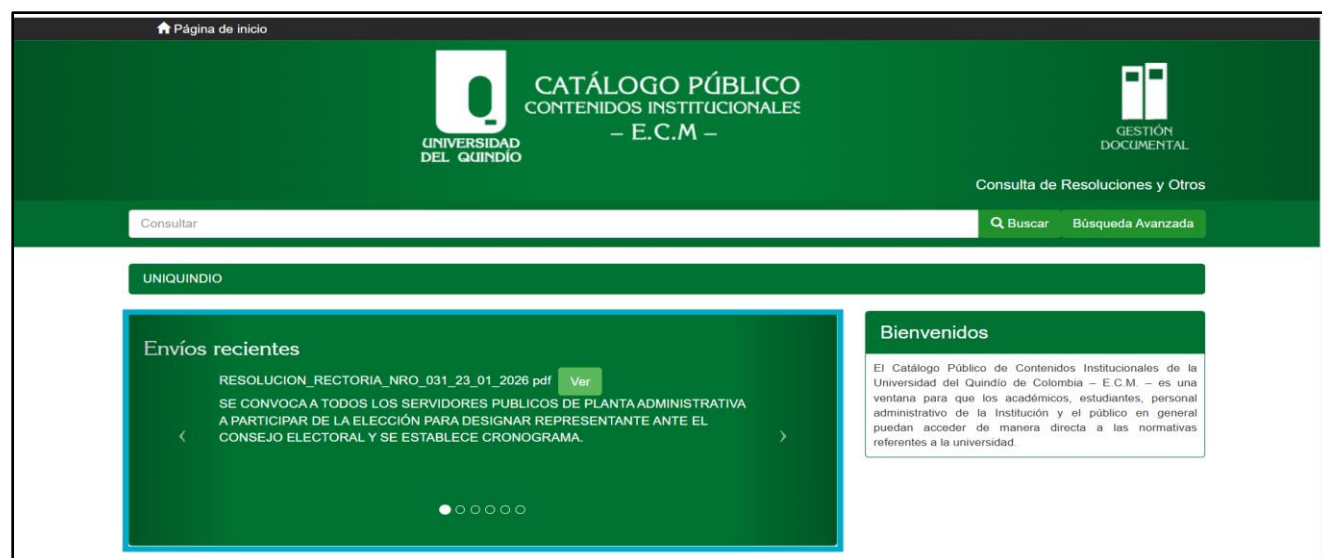 Página de inicio
UNIVERSIDAD
DEL QUINDÍO
CATÁLOGO PÚBLICO
CONTENIDOS INSTITUCIONALES
– E.C.M –
GESTIÓN
DOCUMENTAL
Consulta de Resoluciones y Otros
Consultar
Buscar
Búsqueda Avanzada
UNIQUINDIO
Envíos recientes
RESOLUCION_RECTORIA_NRO_031_23_01_2026 pdf Ver
SE CONVOCA A TODOS LOS SERVIDORES PUBLICOS DE PLANTA ADMINISTRATIVA
A PARTICIPAR DE LA ELECCIÓN PARA DESIGNAR REPRESENTANTE ANTE EL
CONSEJO ELECTORAL Y SE ESTABLECE CRONOGRAMA.
Bienvenidos
El Catálogo Público de Contenidos Institucionales de la
Universidad del Quindío de Colombia – E.C.M. – es una
ventana para que los académicos, estudiantes, personal
administrativo de la Institución y el público en general
puedan acceder de manera directa a las normativas
referentes a la universidad.